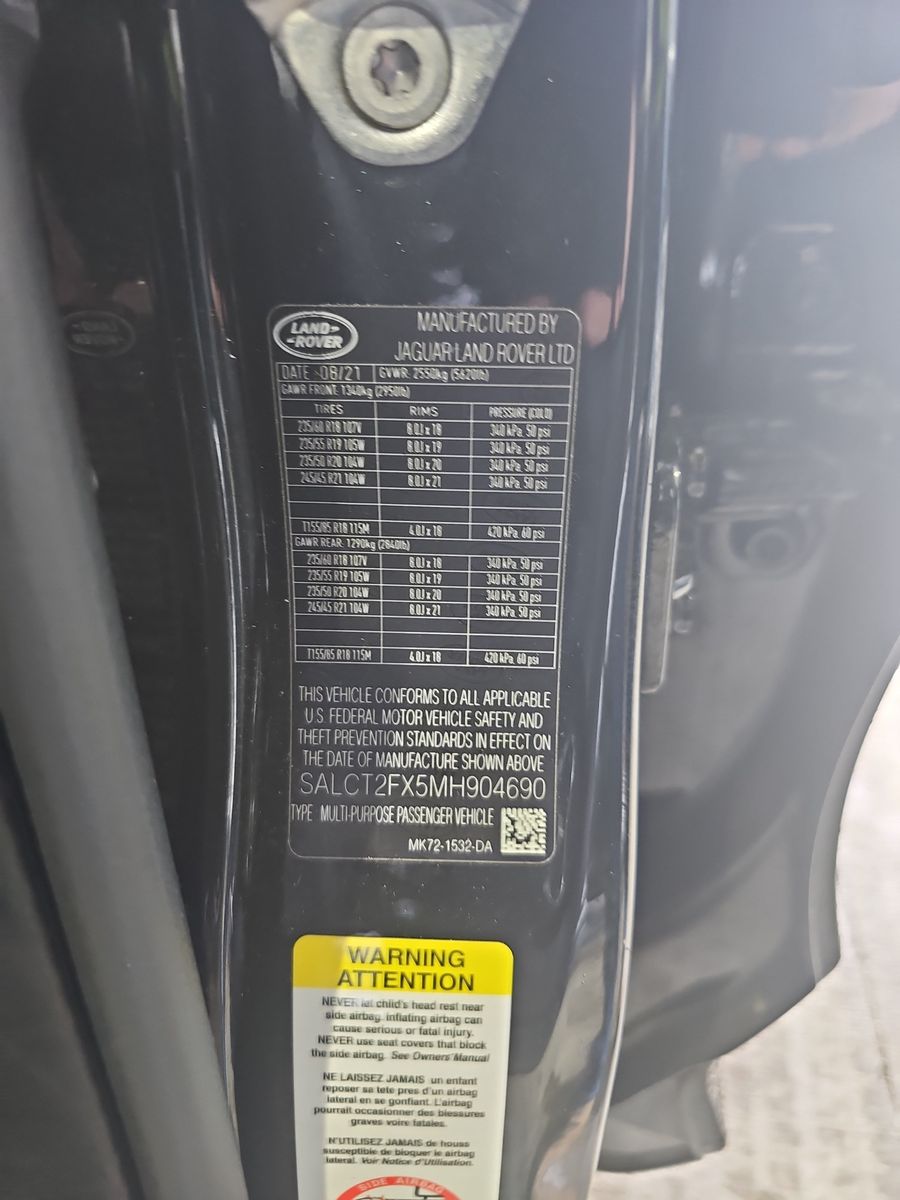 LAND-
-ROVER
MANUFACTURED BY
JAGUAR LAND ROVER LTD
DATE 08/21 GVWR: 2550kg (5620lb)
GAWR FRONT: 1340kg (2950lb)
TIRES RIMS PRESSURE (COLD)
235/60 R18 107V 8.0J x 18 340 kPa, 50 psi
235/55 R19 105W 8.0J x 19 340 kPa, 50 psi
235/50 R20 104W 8.0J x 20 340 kPa, 50 psi
245/45 R21 104W 8.0J x 21 340 kPa, 50 psi
T155/85 R18 115M 4.0J x 18 420 kPa, 60 psi
GAWR REAR: 1290kg (2840lb)
235/60 R18 107V 8.0J x 18 340 kPa, 50 psi
235/55 R19 105W 8.0J x 19 340 kPa, 50 psi
235/50 R20 104W 8.0J x 20 340 kPa, 50 psi
245/45 R21 104W 8.0J x 21 340 kPa, 50 psi
T155/85 R18 115M 4.0J x 18 420 kPa, 60 psi
THIS VEHICLE CONFORMS TO ALL APPLICABLE
U.S. FEDERAL MOTOR VEHICLE SAFETY AND
THEFT PREVENTION STANDARDS IN EFFECT ON
THE DATE OF MANUFACTURE SHOWN ABOVE
SALCT2FX5MH904690
TYPE MULTI-PURPOSE PASSENGER VEHICLE
MK72-1532-DA
WARNING
ATTENTION
NEVER let child's head rest near
side airbag. Inflating airbag can
cause serious or fatal injury.
NEVER use seat covers that block
the side airbag. See Owners'Manual
NE LAISSEZ JAMAIS un enfant
reposer sa tete pres d'un airbag
lateral en se gonflant. L'airbag
pourrait occasionner des blessures
graves voire fatales.
N'UTILISEZ JAMAIS de houss
susceptible de bloquer le airbag
lateral. Voir Notice d'Utilisation.
SIDE AIRBAG